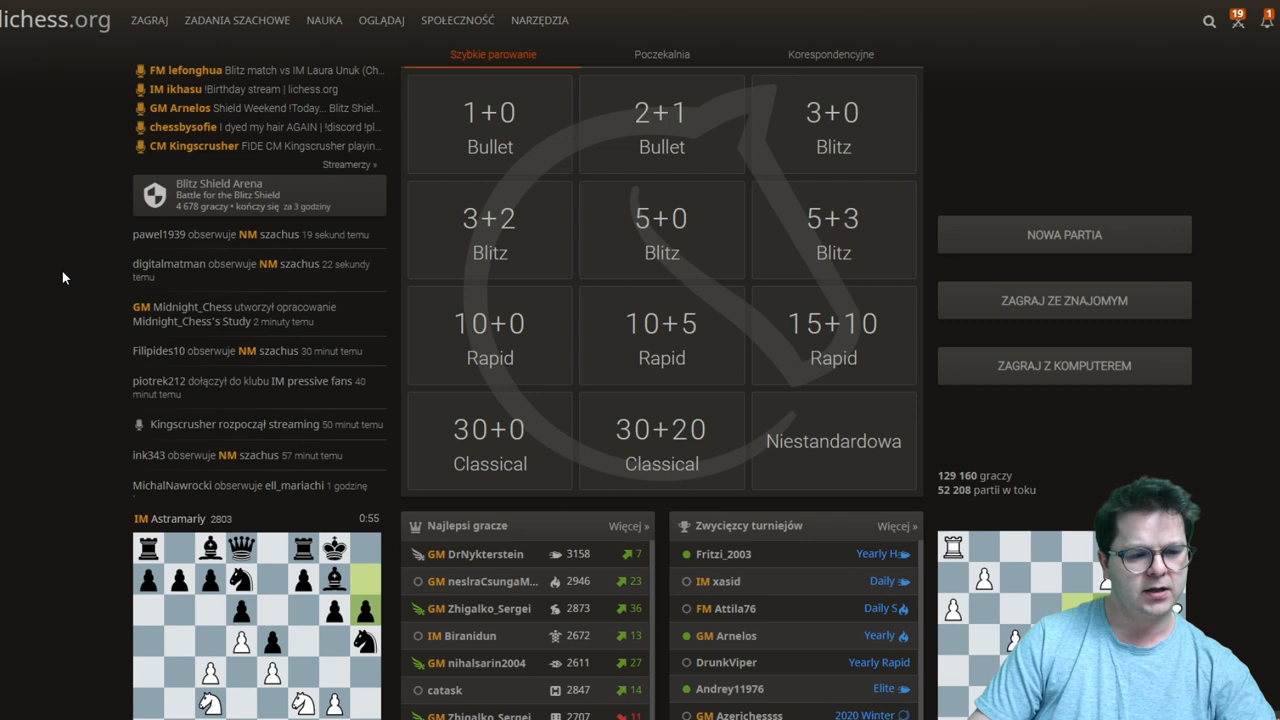 lichess.org
ZAGRAJ ZADANIA SZACHOWE NAUKA OGLĄDAJ SPOŁECZNOŚĆ NARZĘDZIA
19
1
FM lefonghua Blitz match vs IM Laura Unuk (Ch...
IM ikhasu !Birthday stream | lichess.org
GM Arnelos Shield Weekend !Today... Blitz Shiel...
chessbysofie I dyed my hair AGAIN | !discord !pl...
CM Kingscrusher FIDE CM Kingscrusher playin...
Streamerzy »
Blitz Shield Arena
Battle for the Blitz Shield
4 678 graczy • kończy się za 3 godziny
pawel1939 obserwuje NM szachus 19 sekund temu
digitalmatman obserwuje NM szachus 22 sekundy
temu
GM Midnight_Chess utworzył opracowanie
Midnight_Chess's Study 2 minuty temu
Filipides10 obserwuje NM szachus 30 minut temu
piotrek212 dołączył do klubu IM pressive fans 40
minut temu
Kingscrusher rozpoczął streaming 50 minut temu
ink343 obserwuje NM szachus 57 minut temu
MichalNawrocki obserwuje ell_mariachi 1 godzinę
IM Astramariy 2803 0:55
Szybkie parowanie Poczekalnia Korespondencyjne
1+0 2+1 3+0
Bullet Bullet Blitz
3+2 5+0 5+3
Blitz Blitz Blitz
10+0 10+5 15+10
Rapid Rapid Rapid
30+0 30+20 Niestandardowa
Classical Classical
Najlepsi gracze Więcej »
GM DrNykterstein 3158 7
GM neslraCsungaM... 2946 23
GM Zhigalko_Sergei 2873 36
IM Biranidun 2672 13
GM nihalsarin2004 2611 27
catask 2847 14
GM Zhigalko_Sergei 2707 11
Zwycięzcy turniejów Więcej »
Fritzi_2003 Yearly H
IM xasid Daily
FM Attila76 Daily S
GM Arnelos Yearly
DrunkViper Yearly Rapid
Andrey11976 Elite
GM Azerichessss 2020 Winter
NOWA PARTIA
ZAGRAJ ZE ZNAJOMYM
ZAGRAJ Z KOMPUTEREM
129 160 graczy
52 208 partii w toku